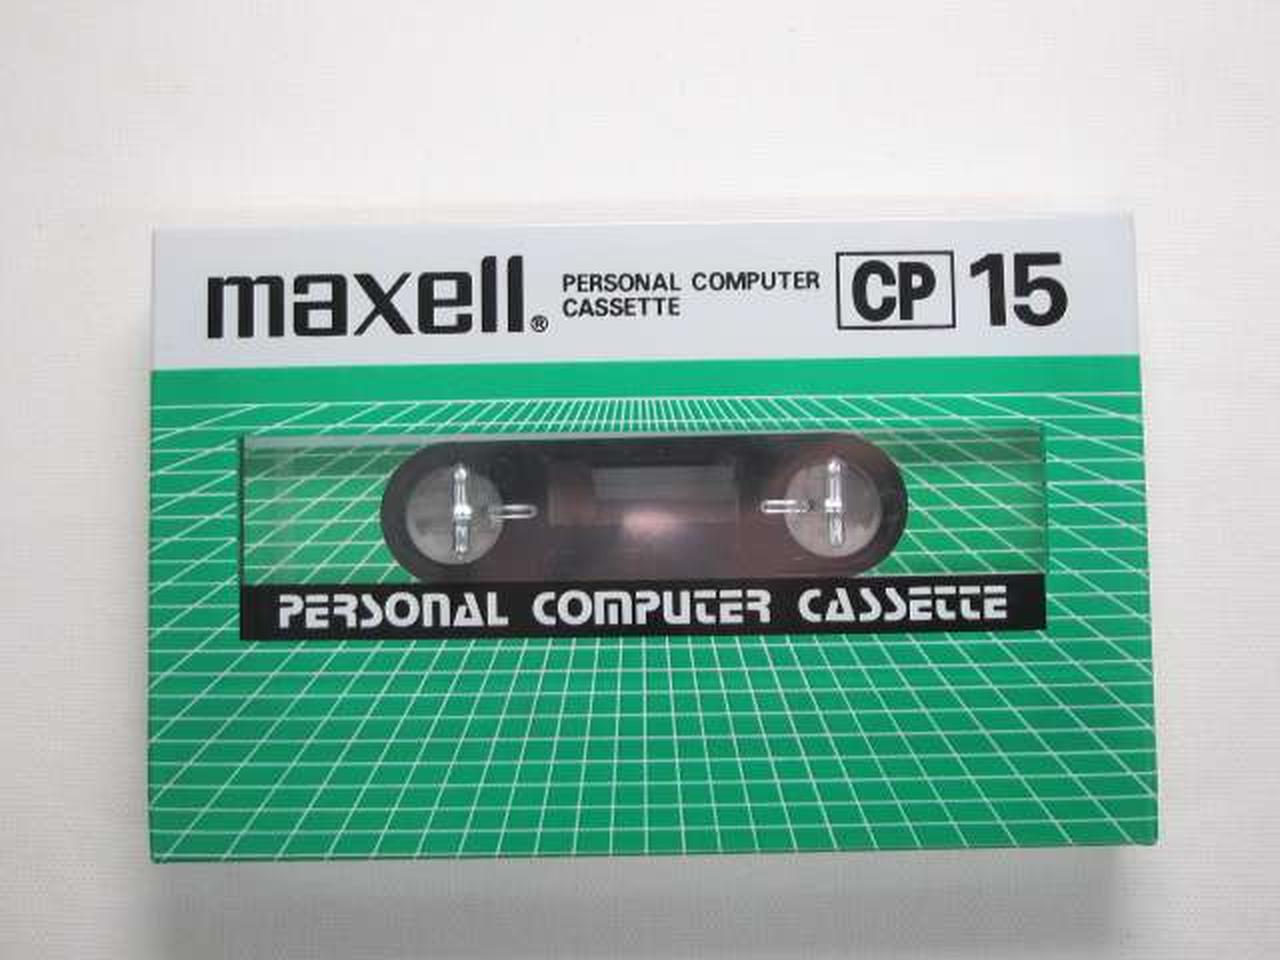 maxell®
PERSONAL COMPUTER
CASSETTE
CP 15
PERSONAL COMPUTER CASSETTE